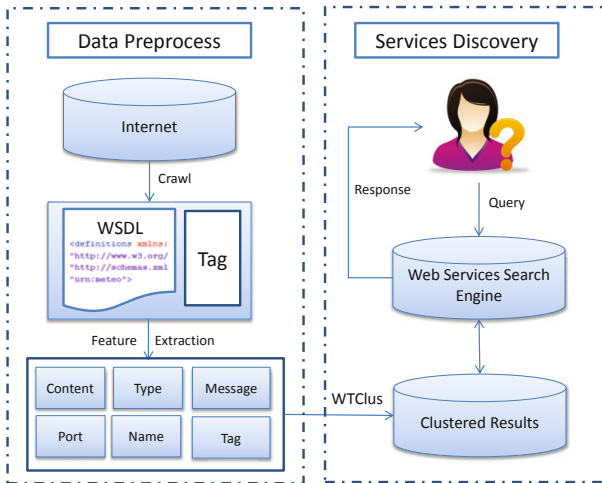 Data Preprocess
Internet
Crawl
WSDL
<definitions xmlns:
"http://www.w3.org/
"http://schemas.xml
"urn:meteo">
Tag
Feature Extraction
Content
Type
Message
Port
Name
Tag
WTClus
Services Discovery
Response
Query
Web Services Search
Engine
Clustered Results